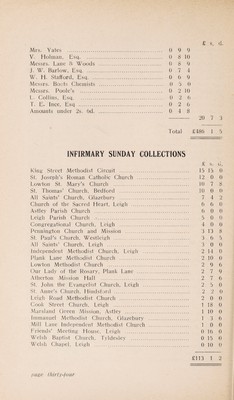 £ s. d.
Mrs. Yates 0 9 9
V. Holman, Esq. 0 8 10
Messrs. Lane & Woods 0 8 9
J. W. Barlow, Esq. 0 7 4
W. H. Stafford, Esq. 0 6 9
Messrs. Boots Chemists 0 5 0
Messrs. Poole's 0 2 10
L. Collins, Esq. 0 2 6
T. E. Ince, Esq. 0 2 6
Amounts under 2s. 6d. 0 4 8
20 7 3
Total £486 1 5
INFIRMARY SUNDAY COLLECTIONS
£ s. d.
King Street Methodist Circuit 15 15 0
St. Joseph's Roman Catholic Church 12 0 0
Lowton St. Mary's Church 10 7 8
St. Thomas' Church, Bedford 10 0 0
All Saints' Church, Glazebury 7 4 2
Church of the Sacred Heart, Leigh 6 6 0
Astley Parish Church 6 0 0
Leigh Parish Church 5 0 0
Congregational Church, Leigh 4 0 0
Pennington Church and Mission 3 13 8
St. Paul's Church, Westleigh 3 6 5
All Saints' Church, Leigh 3 0 0
Independent Methodist Church, Leigh 2 11 0
Plank Lane Methodist Church 2 10 0
Lowton Methodist Church 2 9 6
Our Lady of the Rosary, Plank Lane 2 7 9
Atherton Mission Hall 2 7 6
St. John the Evangelist Church, Leigh 2 5 0
St. Anne's Church, Hindsford 2 2 0
Leigh Road Methodist Church 2 0 0
Cook Street Church, Leigh 1 18 0
Marsland Green Mission, Astley 1 10 0
Immanuel Methodist Church, Glazebury 1 3 6
Mill Lane Independent Methodist Church 1 0 0
Friends' Meeting House, Leigh 0 16 0
Welsh Baptist Church, Tyldesley 0 15 0
Welsh Chapel, Leigh 0 10 0
£113 1 2
page thirty-four